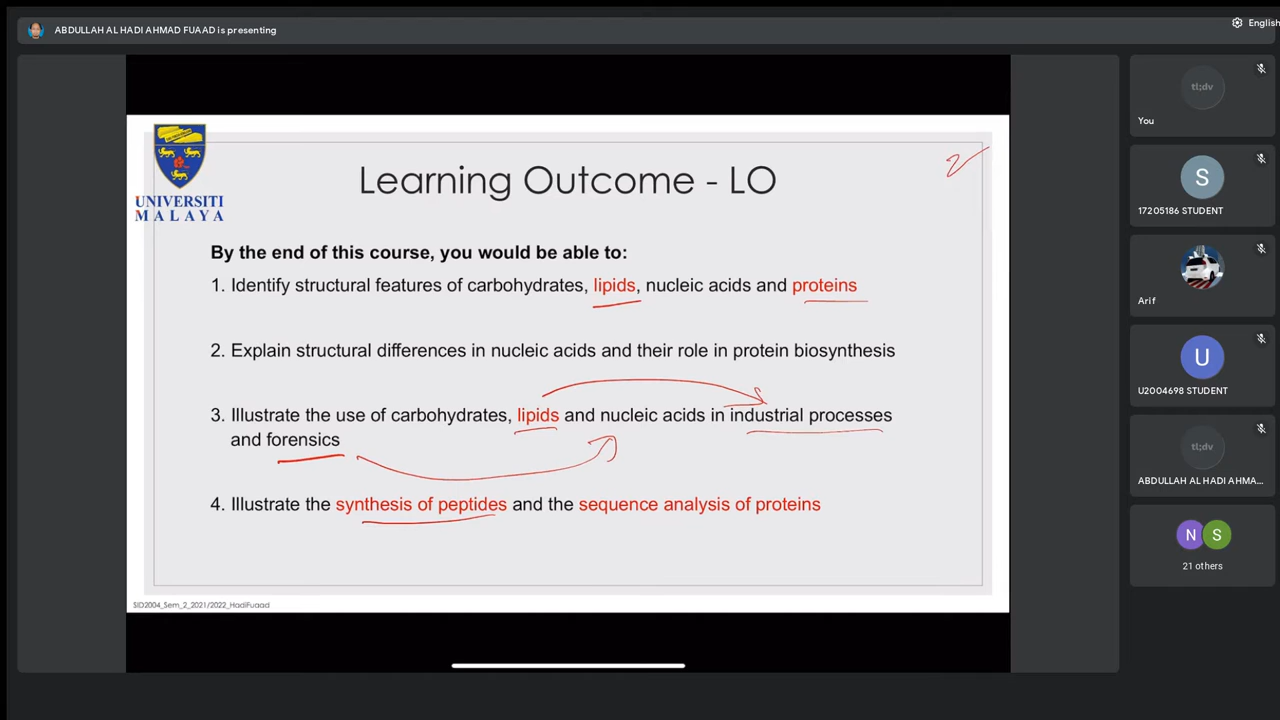 ABDULLAH AL HADI AHMAD FUAAD is presenting
English
UNIVERSITI
MALAYA
Learning Outcome - LO
By the end of this course, you would be able to:
1. Identify structural features of carbohydrates, lipids, nucleic acids and proteins
2. Explain structural differences in nucleic acids and their role in protein biosynthesis
3. Illustrate the use of carbohydrates, lipids and nucleic acids in industrial processes
and forensics
4. Illustrate the synthesis of peptides and the sequence analysis of proteins
SID2004_Sem_2_2021/2022_HadiFuaad
tl;dv
You
S
17205186 STUDENT
Arif
U
U2004698 STUDENT
tl;dv
ABDULLAH AL HADI AHMA...
N S
21 others